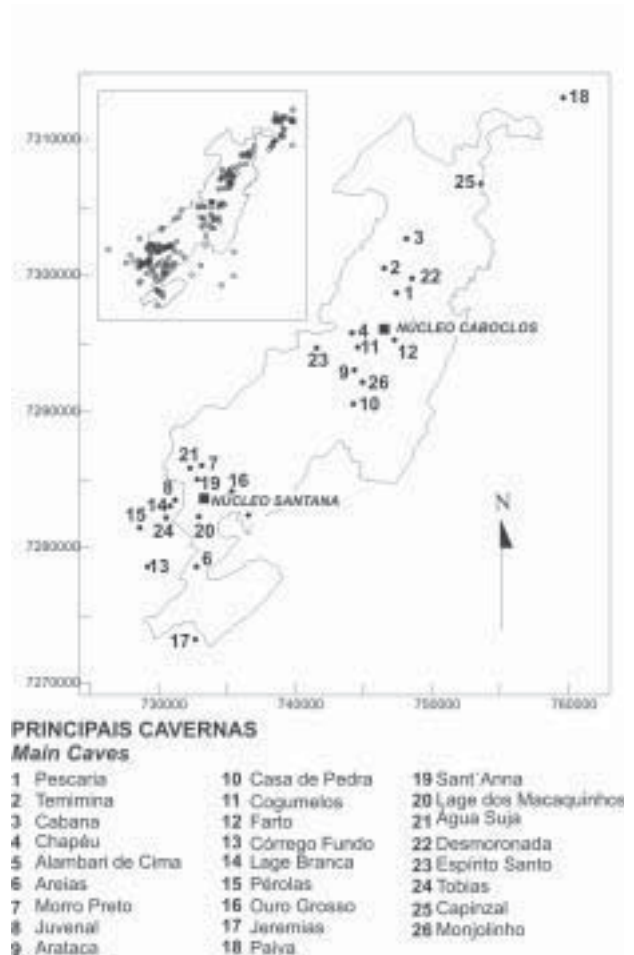 18
7310000
25
3
7300000
2
22
1
NÚCLEO CABOCLOS
4
11
12
23
9
26
7290000
10
21
7
19
16
8
NÚCLEO SANTANA
14
15
24
20
7280000
13
6
17
7270000
730000
740000
750000
760000
N
PRINCIPAIS CAVERNAS
Main Caves
1 Pescaria
2 Temimina
3 Cabana
4 Chapéu
5 Alambari de Cima
6 Areias
7 Morro Preto
8 Juvenal
9 Arataca
10 Casa de Pedra
11 Cogumelos
12 Farto
13 Córrego Fundo
14 Lage Branca
15 Pérolas
16 Ouro Grosso
17 Jeremias
18 Paiva
19 Sant'Anna
20 Lage dos Macaquinhos
21 Água Suja
22 Desmoronada
23 Espírito Santo
24 Tobias
25 Capinzal
26 Monjolinho